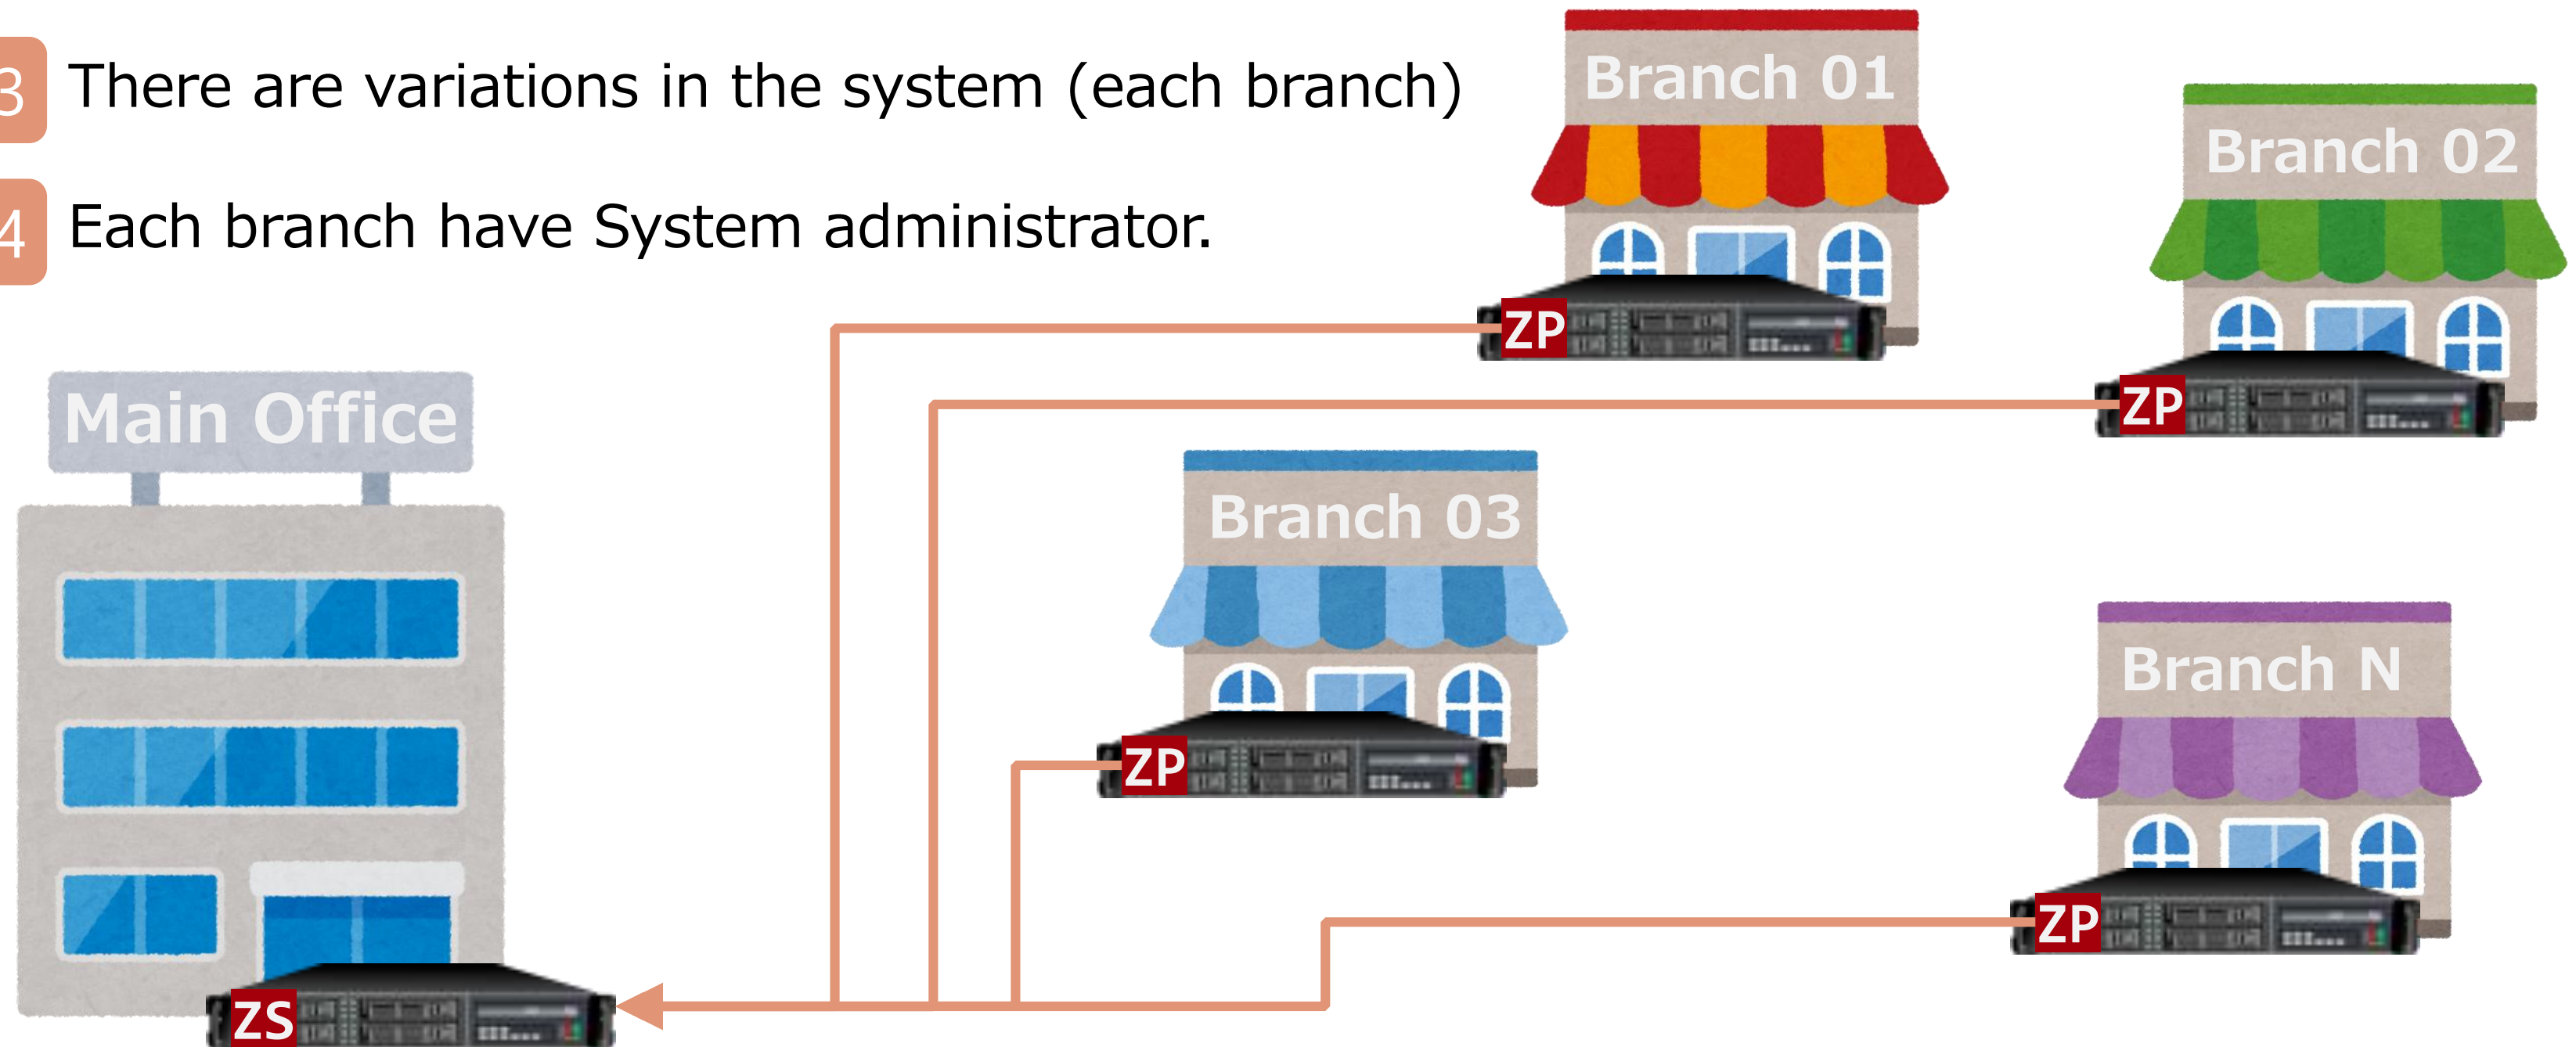 3 There are variations in the system (each branch)
4 Each branch have System administrator.
Branch 01
ZP
Branch 02
ZP
Main Office
ZS
Branch 03
ZP
Branch N
ZP